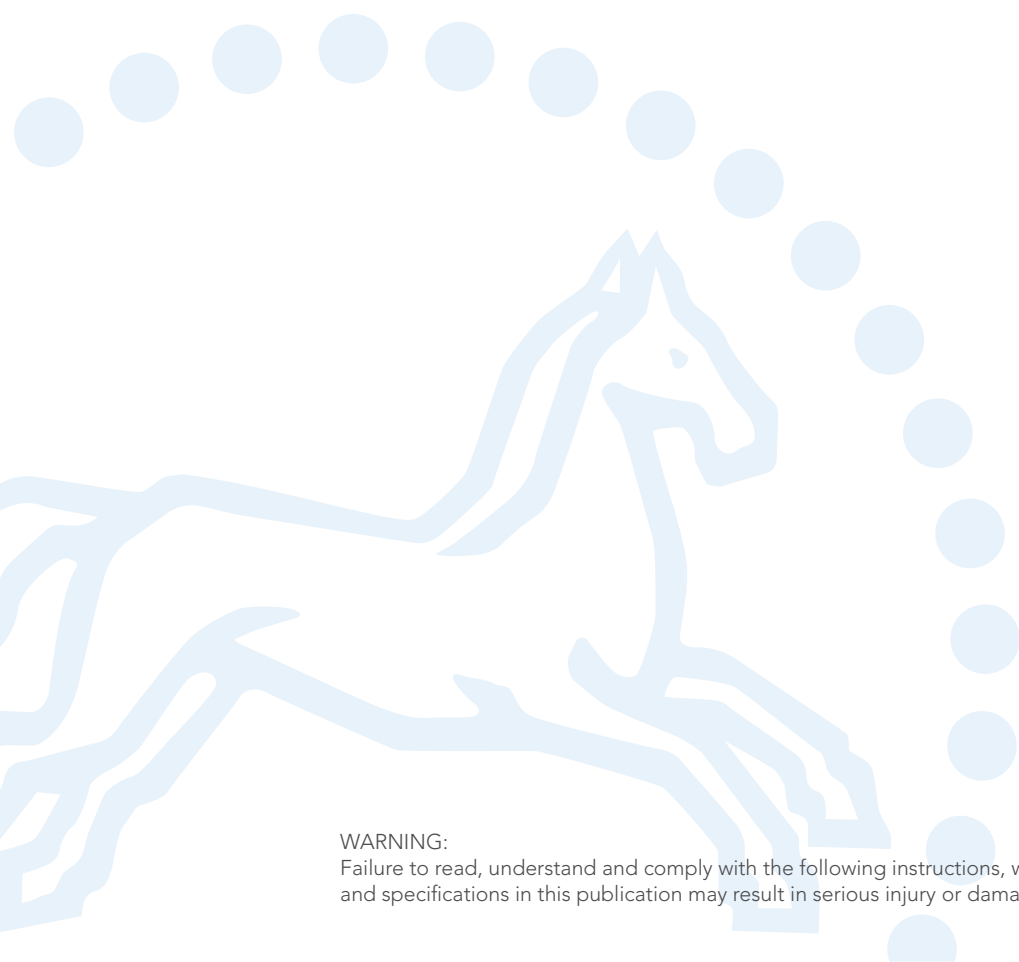 WARNING:
Failure to read, understand and comply with the following instructions,
and specifications in this publication may result in serious injury or